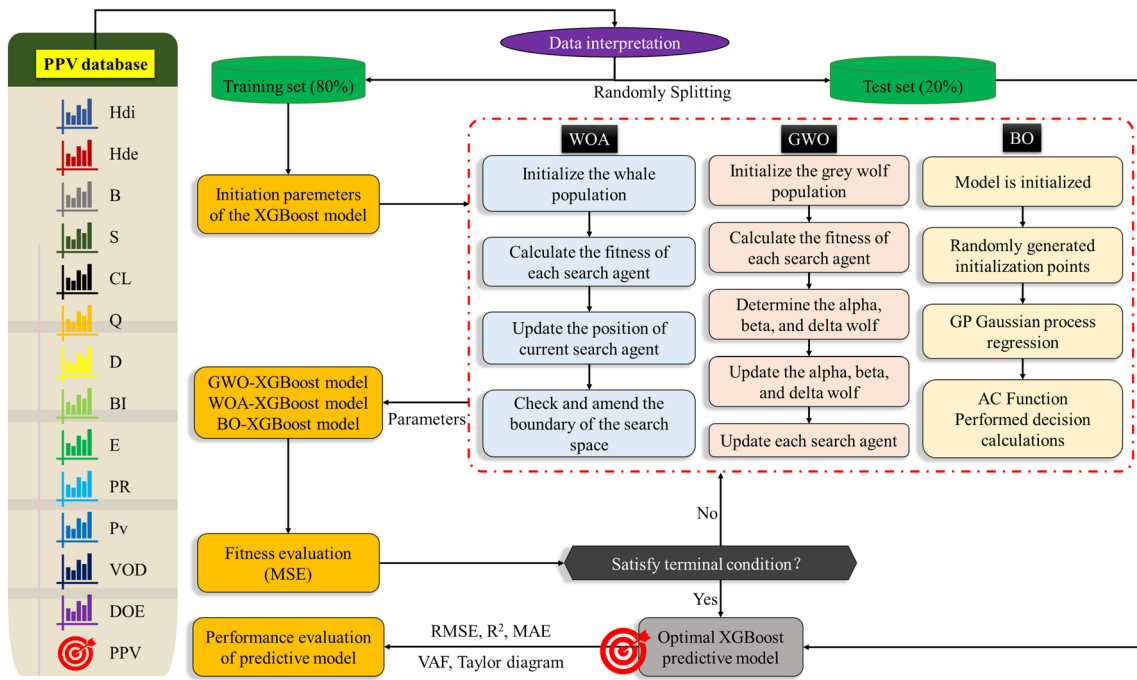 PPV database
Hdi
Hde
B
S
CL
Q
D
BI
E
PR
Pv
VOD
DOE
PPV
Data interpretation
Training set (80%)
Randomly Splitting
Test set (20%)
Initiation paremeters
of the XGBoost model
WOA
Initialize the whale
population
Calculate the fitness of
each search agent
Update the position of
current search agent
Check and amend the
boundary of the search
space
GWO
Initialize the grey wolf
population
Calculate the fitness of
each search agent
Determine the alpha,
beta, and delta wolf
Update the alpha, beta,
and delta wolf
Update each search agent
BO
Model is initialized
Randomly generated
initialization points
GP Gaussian process
regression
AC Function
Performed decision
calculations
Parameters
GWO-XGBoost model
WOA-XGBoost model
BO-XGBoost model
Fitness evaluation
(MSE)
Satisfy terminal condition?
No
Yes
Optimal XGBoost
predictive model
RMSE, R², MAE
VAF, Taylor diagram
Performance evaluation
of predictive model